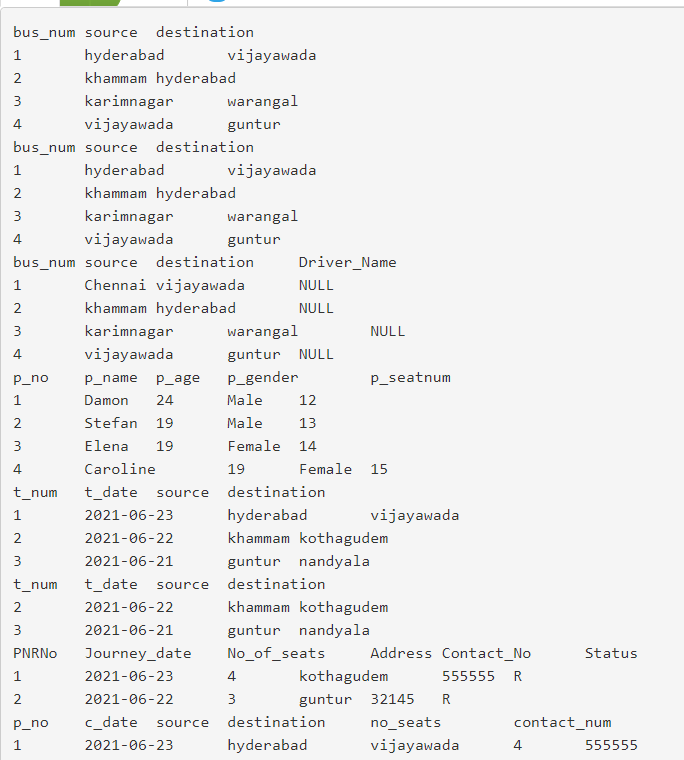 bus_num source destination
1 hyderabad vijayawada
2 khammam hyderabad
3 karimnagar warangal
4 vijayawada guntur
bus_num source destination
1 hyderabad vijayawada
2 khammam hyderabad
3 karimnagar warangal
4 vijayawada guntur
bus_num source destination Driver_Name
1 Chennai vijayawada NULL
2 khammam hyderabad NULL
3 karimnagar warangal NULL
4 vijayawada guntur NULL
p_no p_name p_age p_gender p_seatnum
1 Damon 24 Male 12
2 Stefan 19 Male 13
3 Elena 19 Female 14
4 Caroline 19 Female 15
t_num t_date source destination
1 2021-06-23 hyderabad vijayawada
2 2021-06-22 khammam kothagudem
3 2021-06-21 guntur nandyala
t_num t_date source destination
2 2021-06-22 khammam kothagudem
3 2021-06-21 guntur nandyala
PNRNo Journey_date No_of_seats Address Contact_No Status
1 2021-06-23 4 kothagudem 555555 R
2 2021-06-22 3 guntur 32145 R
p_no c_date source destination no_seats contact_num
1 2021-06-23 hyderabad vijayawada 4 555555